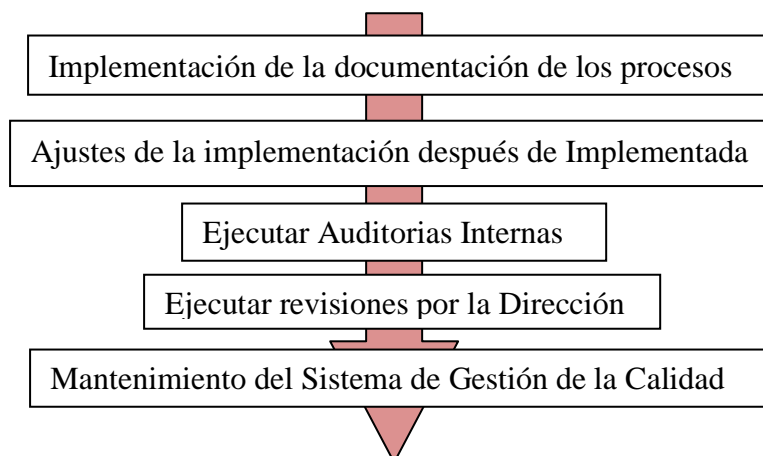 Implementación de la documentación de los procesos
Ajustes de la implementación después de Implementada
Ejecutar Auditorias Internas
Ejecutar revisiones por la Dirección
Mantenimiento del Sistema de Gestión de la Calidad